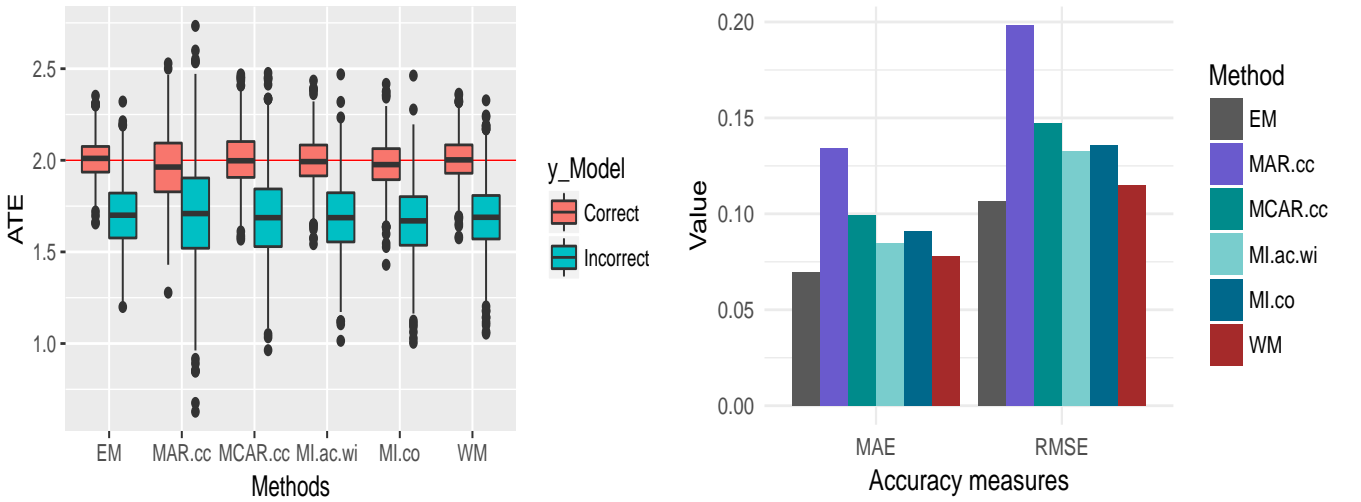 ATE
2.5
2.0
1.5
1.0
EM
MAR.cc
MCAR.cc
MI.ac.wi
MI.co
WM
Methods
y_Model
Correct
Incorrect
Value
0.20
0.15
0.10
0.05
0.00
MAE
RMSE
Accuracy measures
Method
EM
MAR.cc
MCAR.cc
MI.ac.wi
MI.co
WM